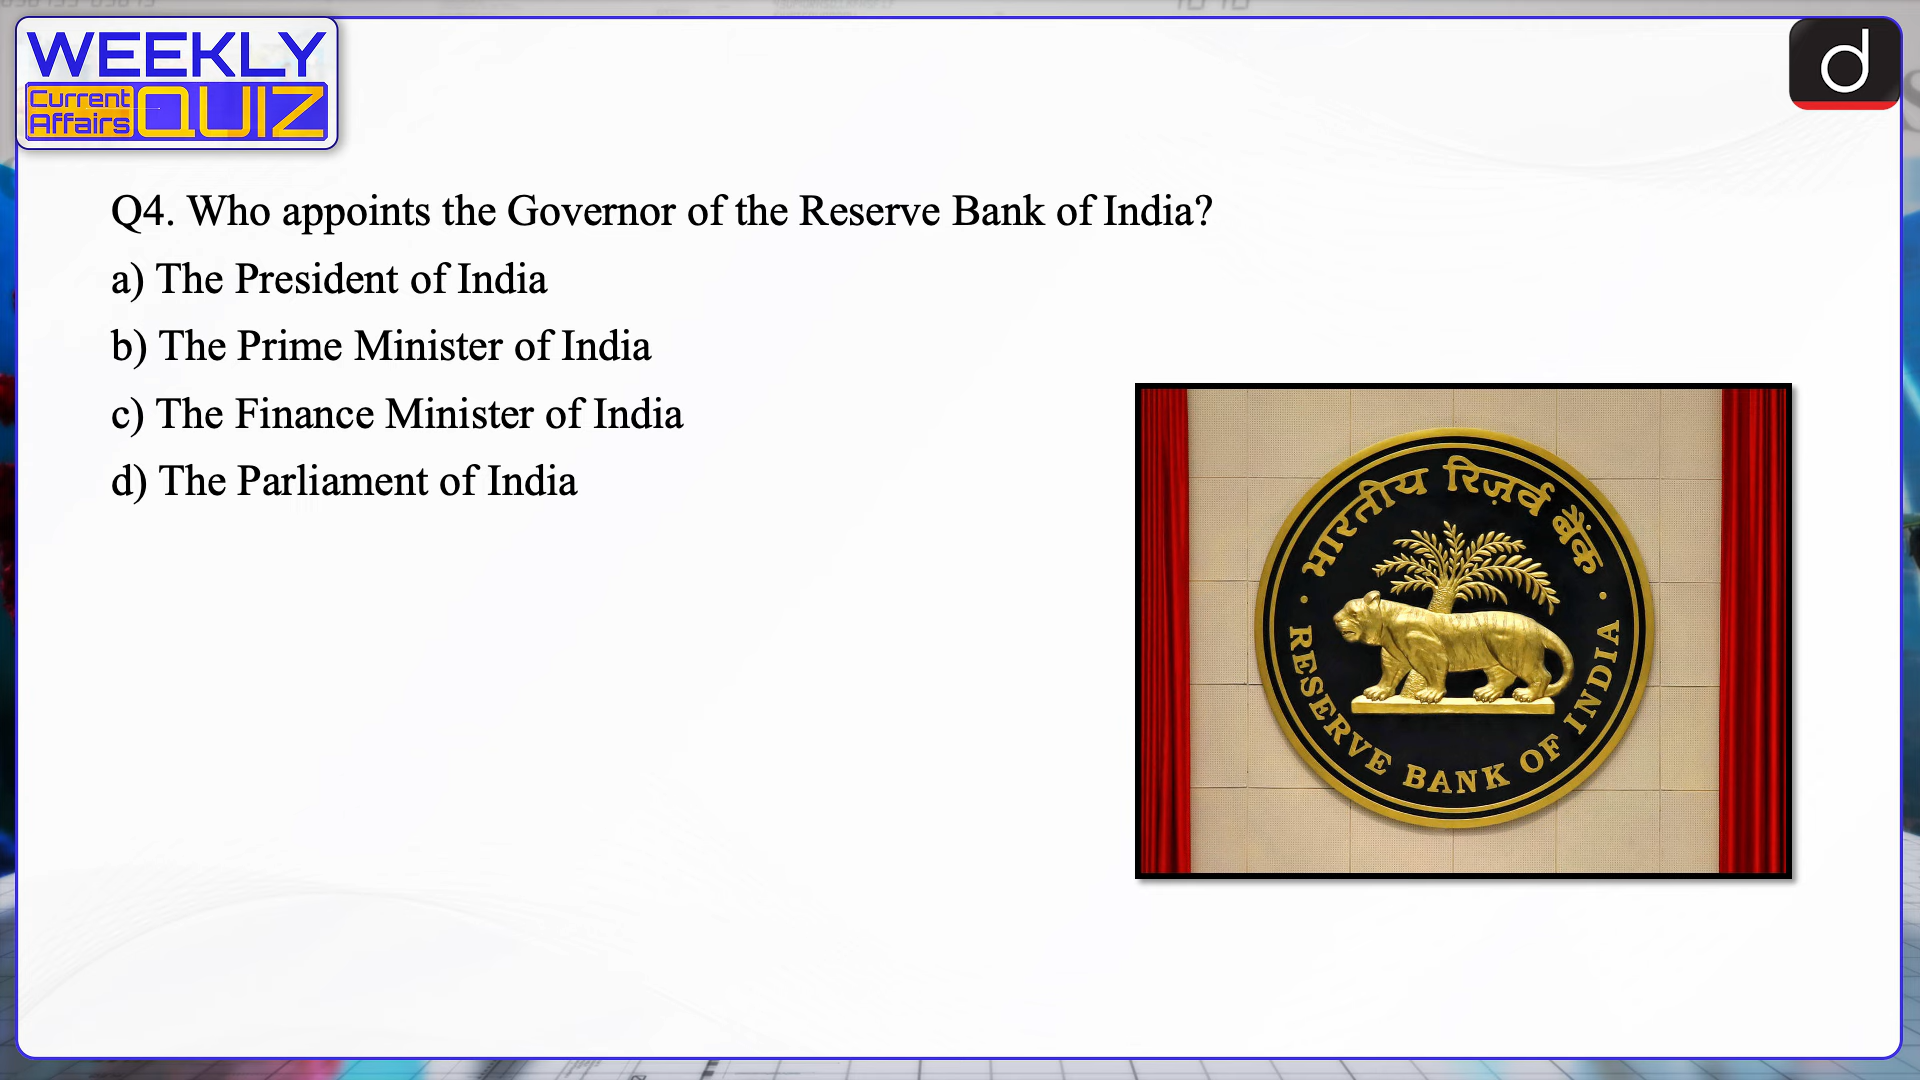 WEEKLY
Current
Affairs
QUIZ
d
Q4. Who appoints the Governor of the Reserve Bank of India?
a) The President of India
b) The Prime Minister of India
c) The Finance Minister of India
d) The Parliament of India
भारतीय रिज़र्व बैंक
RESERVE BANK OF INDIA